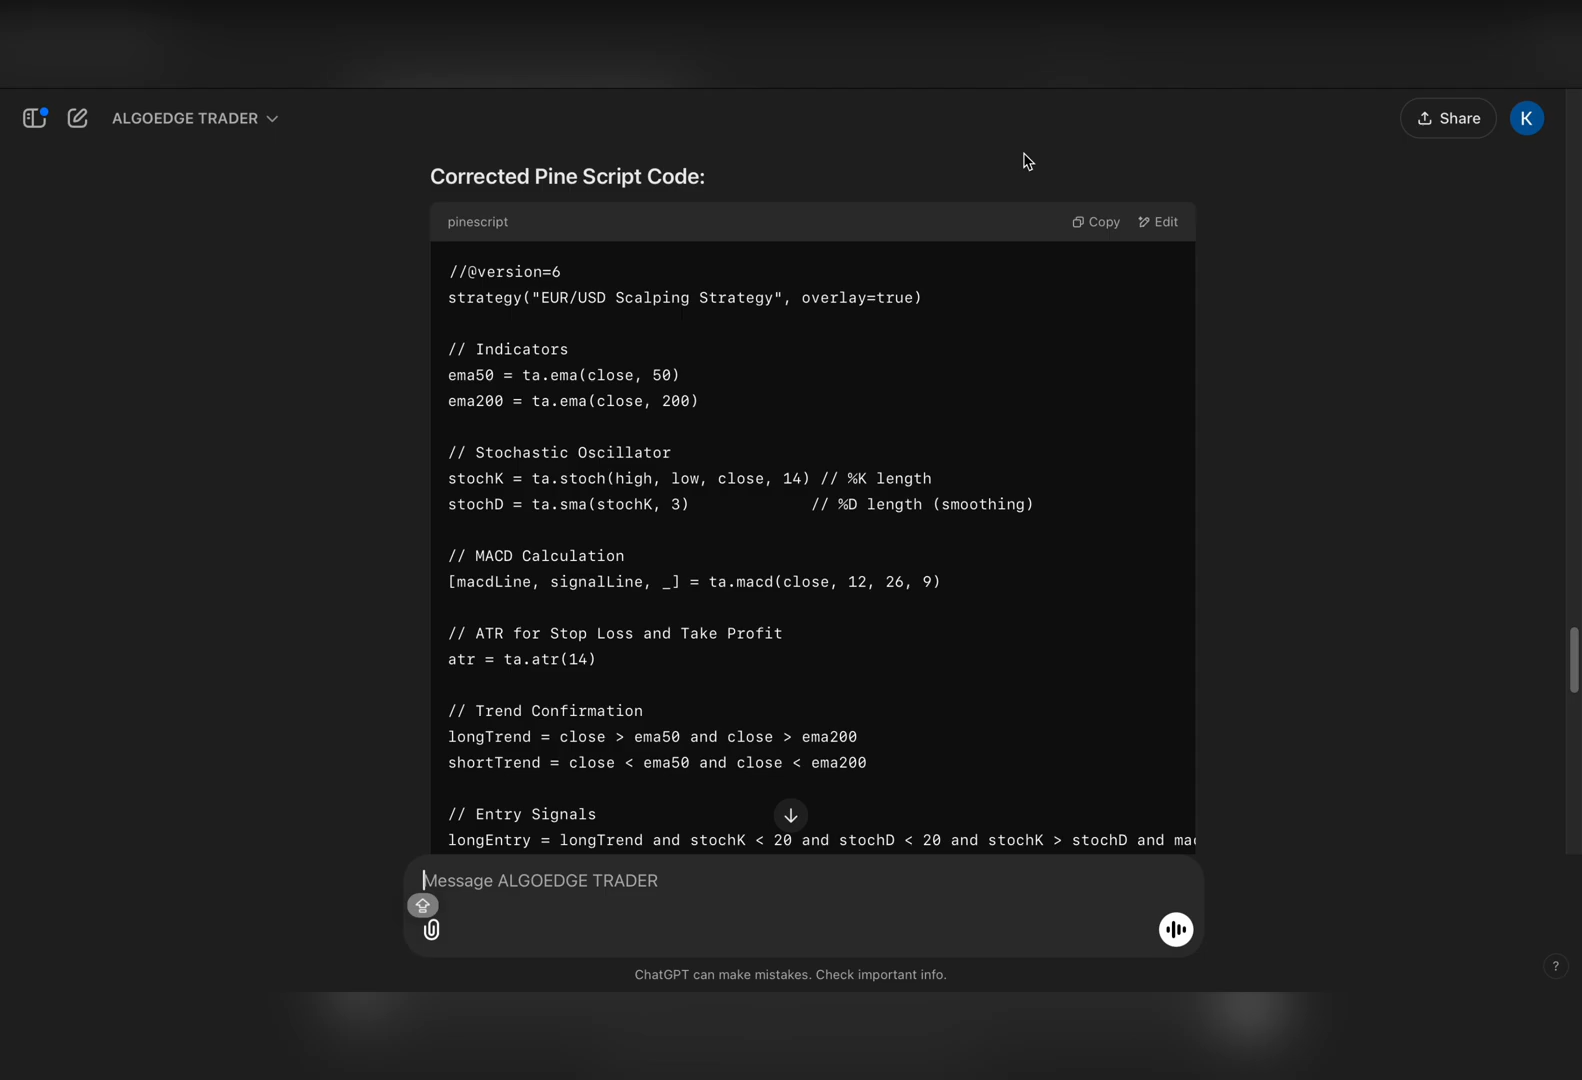 ALGOEDGE TRADER
Share
K
Corrected Pine Script Code:
pinescript
Copy
Edit
//@version=6
strategy("EUR/USD Scalping Strategy", overlay=true)
// Indicators
ema50 = ta.ema(close, 50)
ema200 = ta.ema(close, 200)
// Stochastic Oscillator
stochK = ta.stoch(high, low, close, 14) // %K length
stochD = ta.sma(stochK, 3) // %D length (smoothing)
// MACD Calculation
[macdLine, signalLine, _] = ta.macd(close, 12, 26, 9)
// ATR for Stop Loss and Take Profit
atr = ta.atr(14)
// Trend Confirmation
longTrend = close > ema50 and close > ema200
shortTrend = close < ema50 and close < ema200
// Entry Signals
longEntry = longTrend and stochK < 20 and stochD < 20 and stochK > stochD and
Message ALGOEDGE TRADER
ChatGPT can make mistakes. Check important info.
?